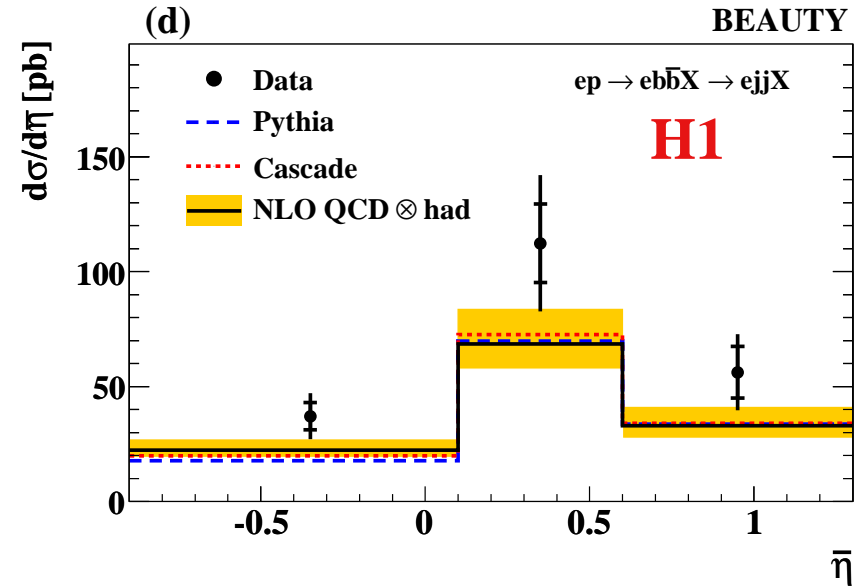 (d)
BEAUTY
dσ/dη̄ [pb]
Data
Pythia
Cascade
NLO QCD ⊗ had
ep → ebb̄X → ejjX
H1
150
100
50
0
-0.5 0 0.5 1
η̄